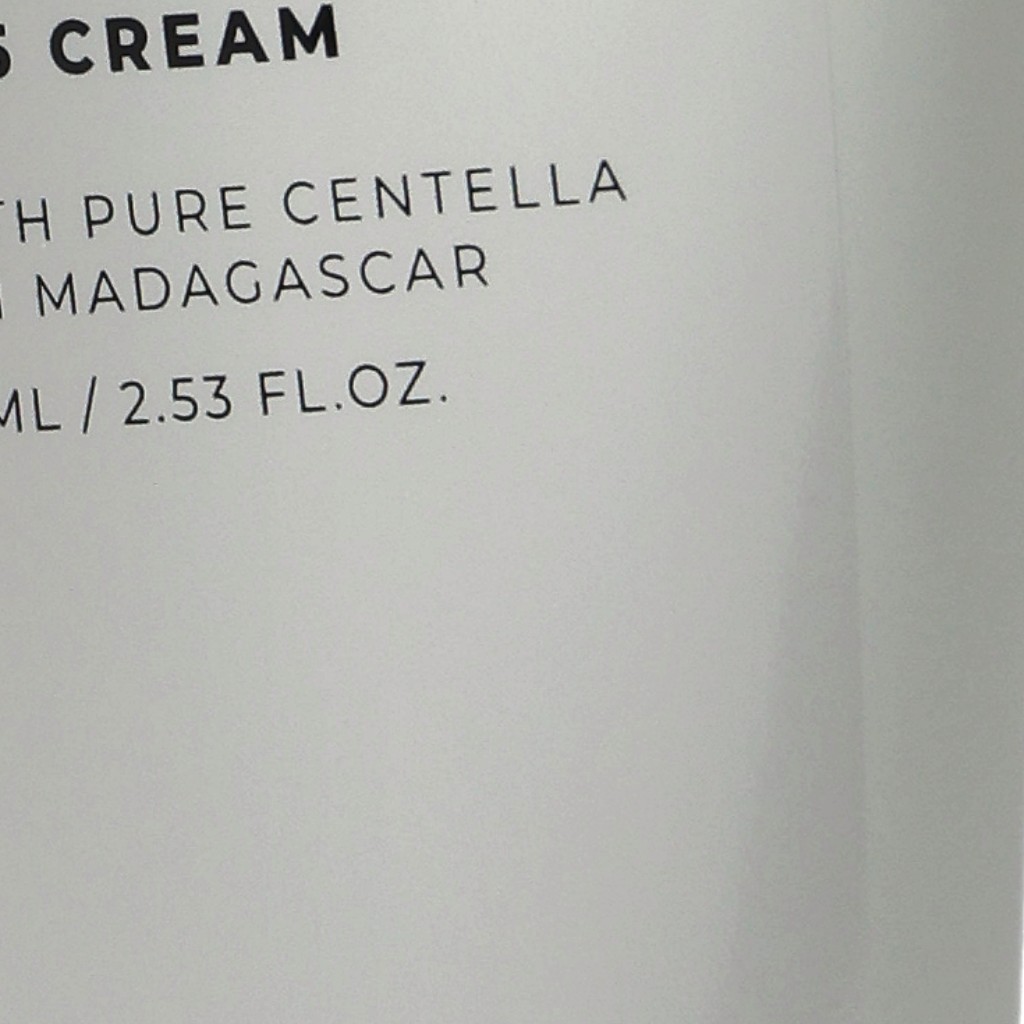 CREAM
PURE CENTELLA
MADAGASCAR
ML / 2.53 FL.OZ.